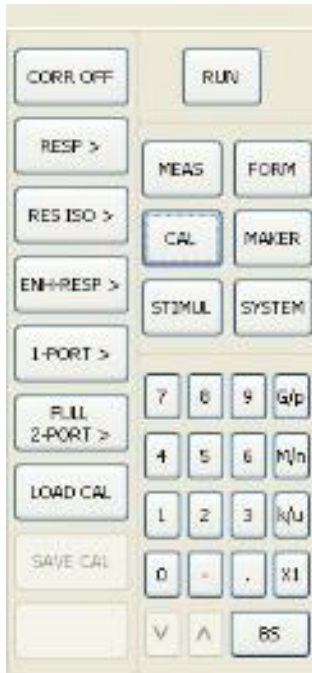 CORR OFF
RESP >
RES ISO >
ENH-RESP >
1-PORT >
FULL
2-PORT >
LOAD CAL
SAVE CAL
RUN
MEAS FORM
CAL MAKER
STIMUL SYSTEM
7 8 9 G/p
4 5 6 M/n
1 2 3 k/u
0 - . X1
BS